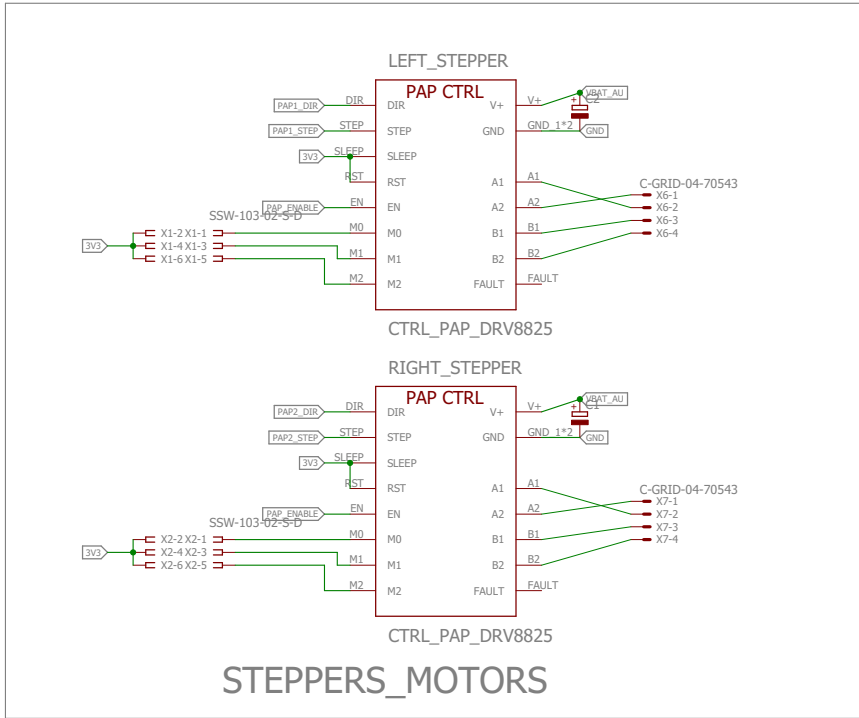 LEFT_STEPPER
PAP CTRL
PAP1_DIR DIR DIR V+ V+ VBAT_AU
+ C2
PAP1_STEP STEP STEP GND GND_1*2 GND
3V3 SLEEP SLEEP
RST RST A1 A1 C-GRID-04-70543
X6-1
PAP_ENABLE EN EN A2 A2 X6-2
SSW-103-02-S-D
X1-2 X1-1 M0 M0 B1 B1 X6-3
X6-4
3V3 X1-4 X1-3 M1 M1 B2 B2
X1-6 X1-5
M2 M2 FAULT FAULT
CTRL_PAP_DRV8825
RIGHT_STEPPER
PAP CTRL
PAP2_DIR DIR DIR V+ V+ VBAT_AU
+ C1
PAP2_STEP STEP STEP GND GND_1*2 GND
3V3 SLEEP SLEEP
RST RST A1 A1 C-GRID-04-70543
X7-1
PAP_ENABLE EN EN A2 A2 X7-2
SSW-103-02-S-D
X2-2 X2-1 M0 M0 B1 B1 X7-3
X7-4
3V3 X2-4 X2-3 M1 M1 B2 B2
X2-6 X2-5
M2 M2 FAULT FAULT
CTRL_PAP_DRV8825
STEPPERS_MOTORS